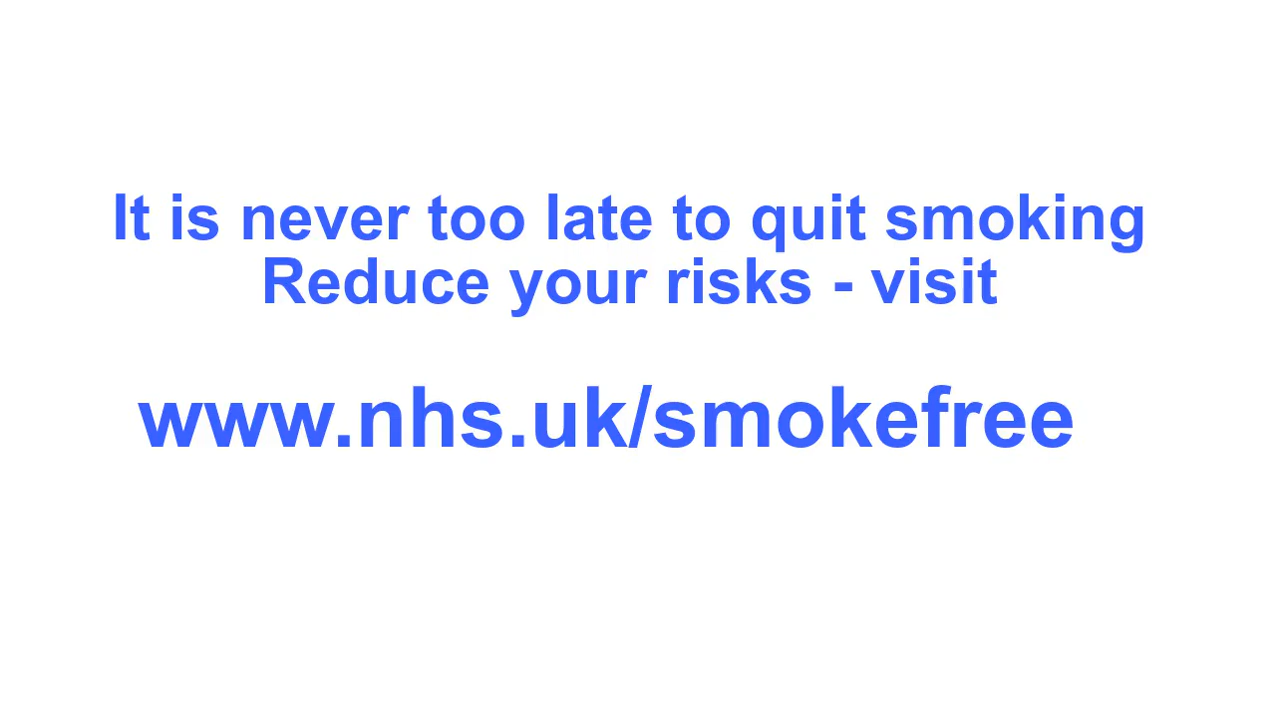 It is never too late to quit smoking
Reduce your risks - visit
www.nhs.uk/smokefree